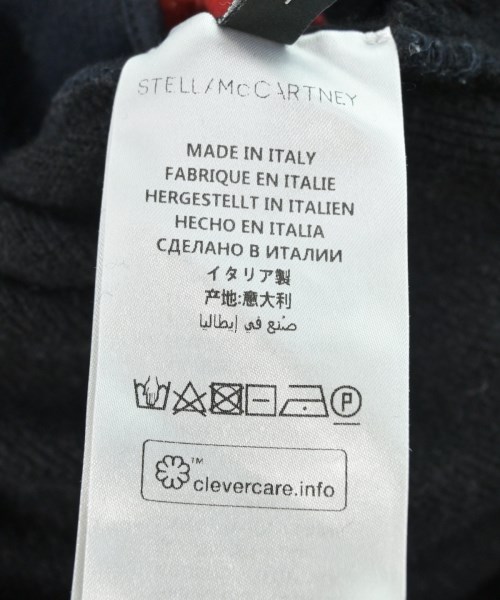 STELLA McCARTNEY
MADE IN ITALY
FABRIQUE EN ITALIE
HERGESTELLT IN ITALIEN
HECHO EN ITALIA
СДЕЛАНО В ИТАЛИИ
イタリア製
产地:意大利
صُنع في إيطاليا
P
™
clevercare.info